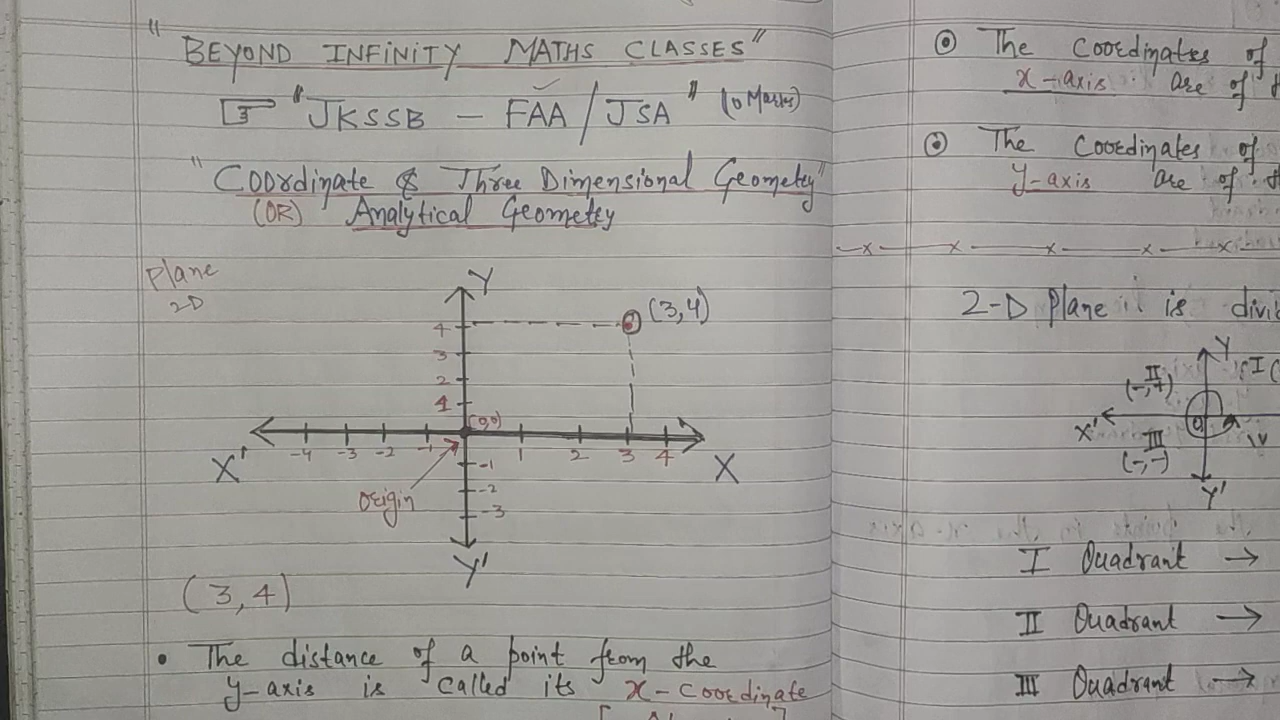 "BEYOND INFINITY MATHS CLASSES"
"JKSSB - FAA/JSA" (10 Marks)
"Coordinate & Three Dimensional Geometry"
(OR) Analytical Geometry
Plane
2-D
Y
(3,4)
4
3
2
1
(0,0)
-4 -3 -2 -1 1 2 3 4
X' X
-1
-2
-3
Origin
Y'
(3,4)
• The distance of a point from the
y-axis is called its x-coordinate
The coordinates of
x-axis are of
The coordinates of
y-axis are of
2-D Plane is divi
Y
II I
(-,+)
X' O IV
III
(-,-)
Y'
I Quadrant →
II Quadrant →
III Quadrant →